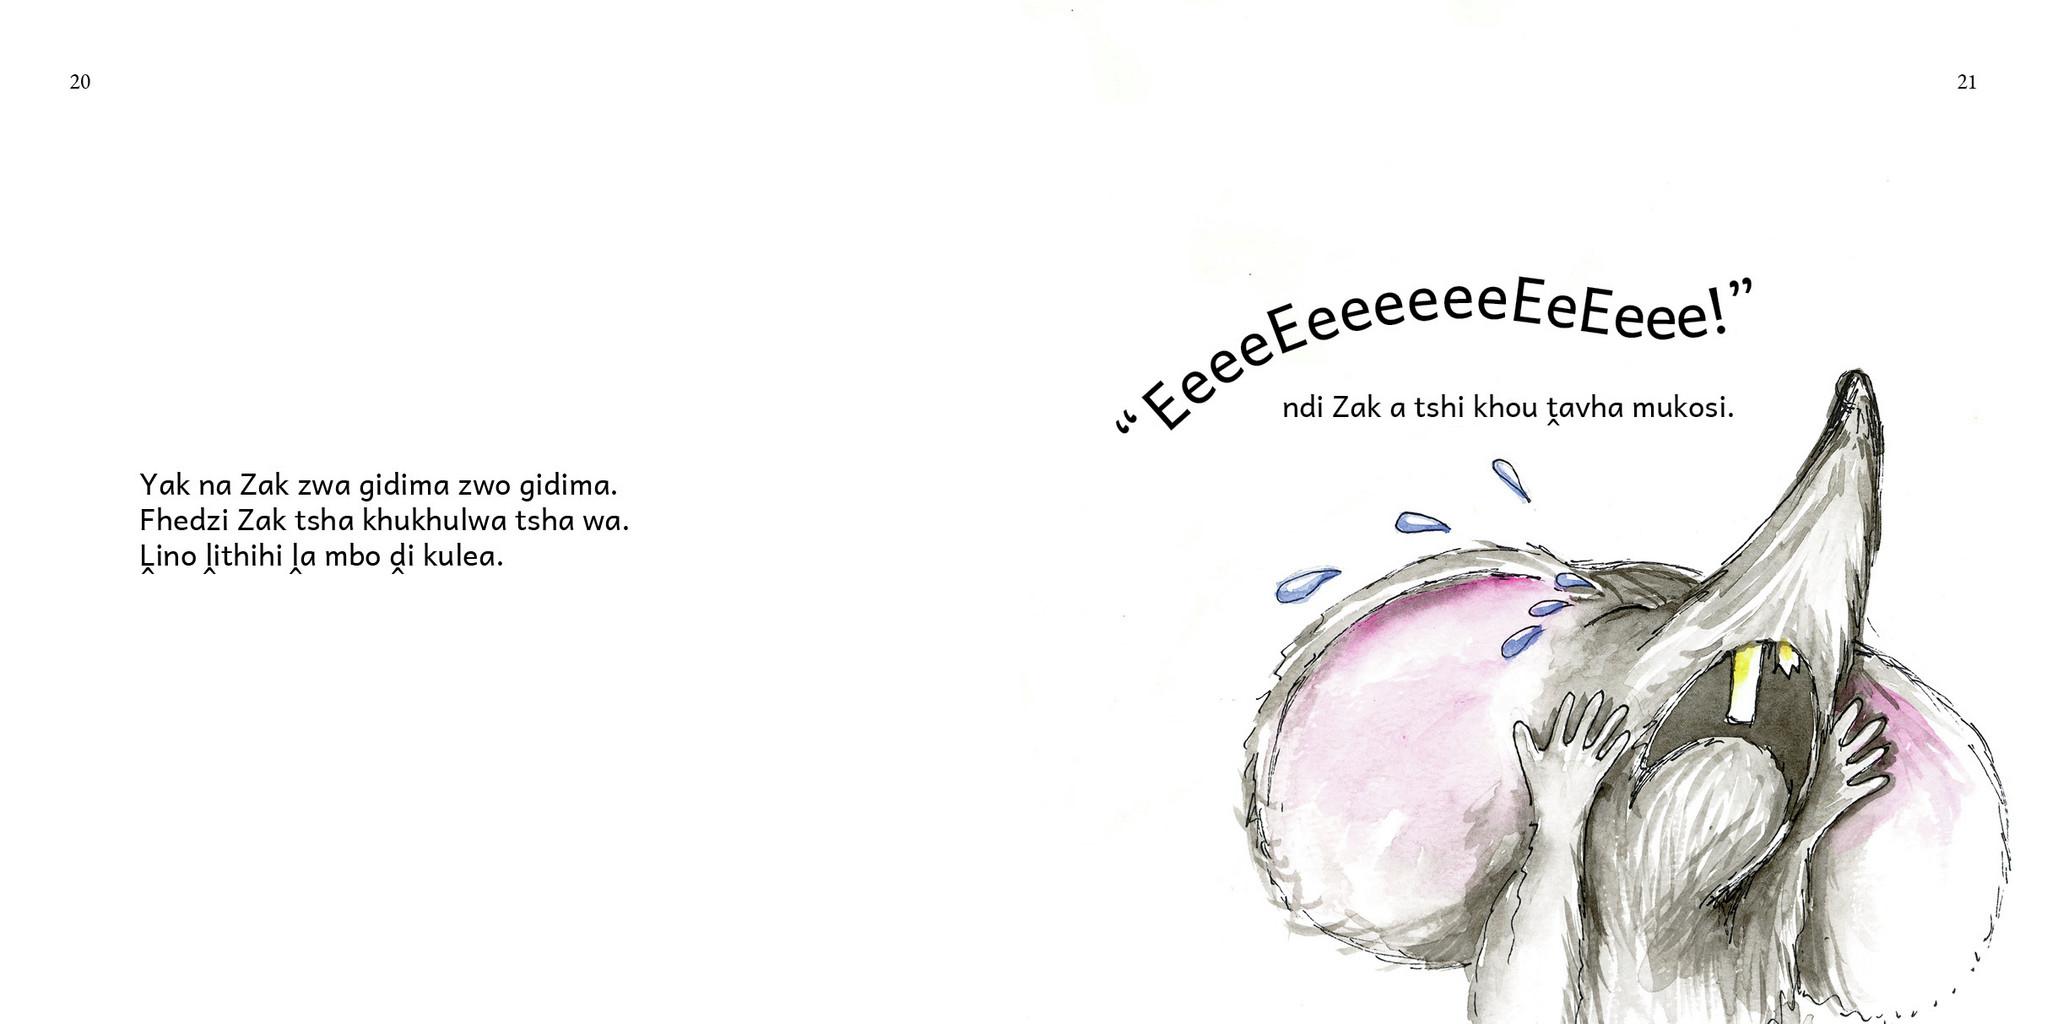 20
Yak na Zak zwa gidima zwo gidima.
Fhedzi Zak tsha khukhulwa tsha wa.
Ḽino ḽithihi ḽa mbo ḓi kulea.
21
“EeeeEeeeeeeEeEeee!”
ndi Zak a tshi khou ṱavha mukosi.